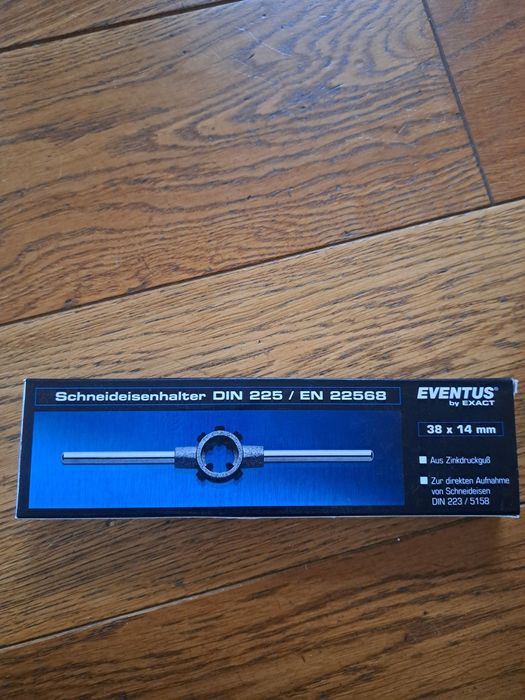 Schneideisenhalter DIN 225 / EN 22568
EVENTUS®
by EXACT
38 x 14 mm
Aus Zinkdruckguß
Zur direkten Aufnahme
von Schneideisen
DIN 223 / 5158